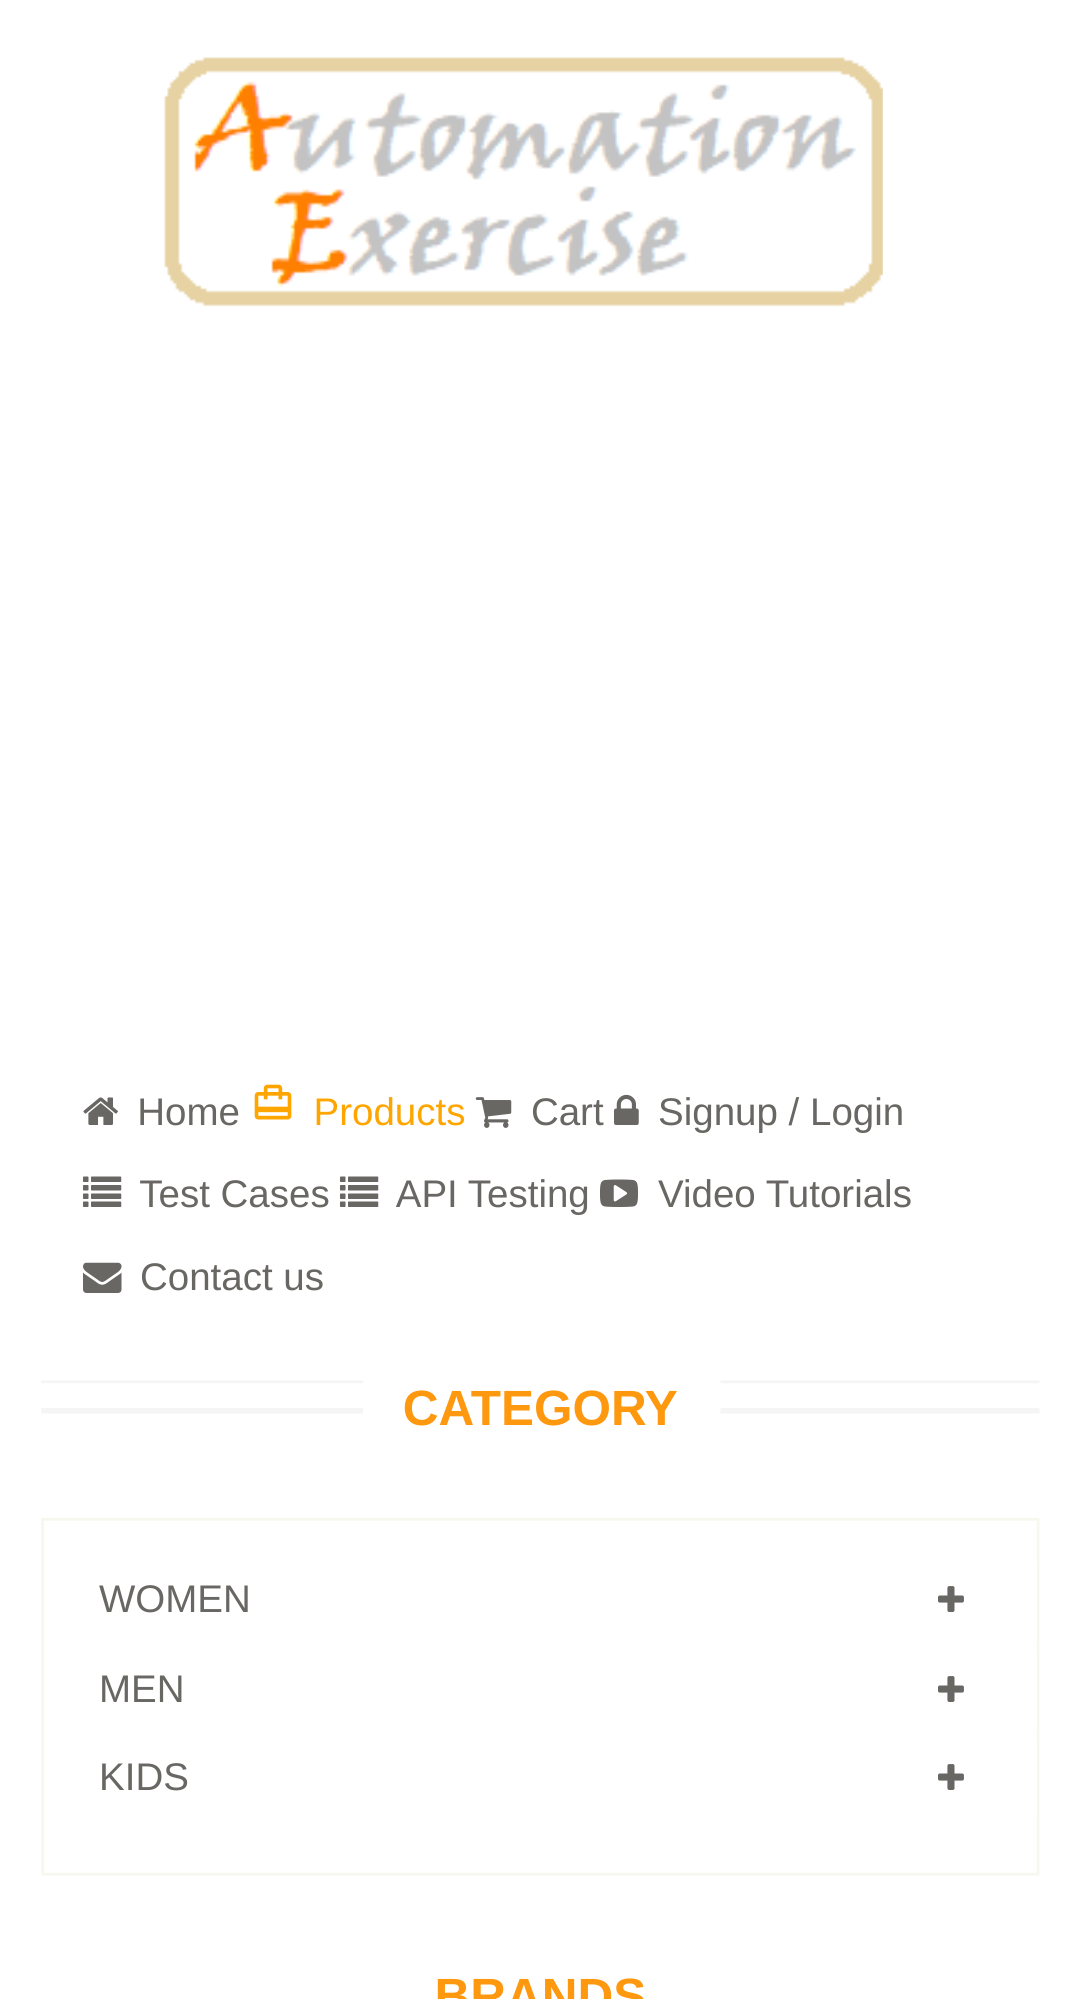 Automation
Exercise
Home Products Cart Signup / Login
Test Cases API Testing Video Tutorials
Contact us
CATEGORY
WOMEN
MEN
KIDS
BRANDS